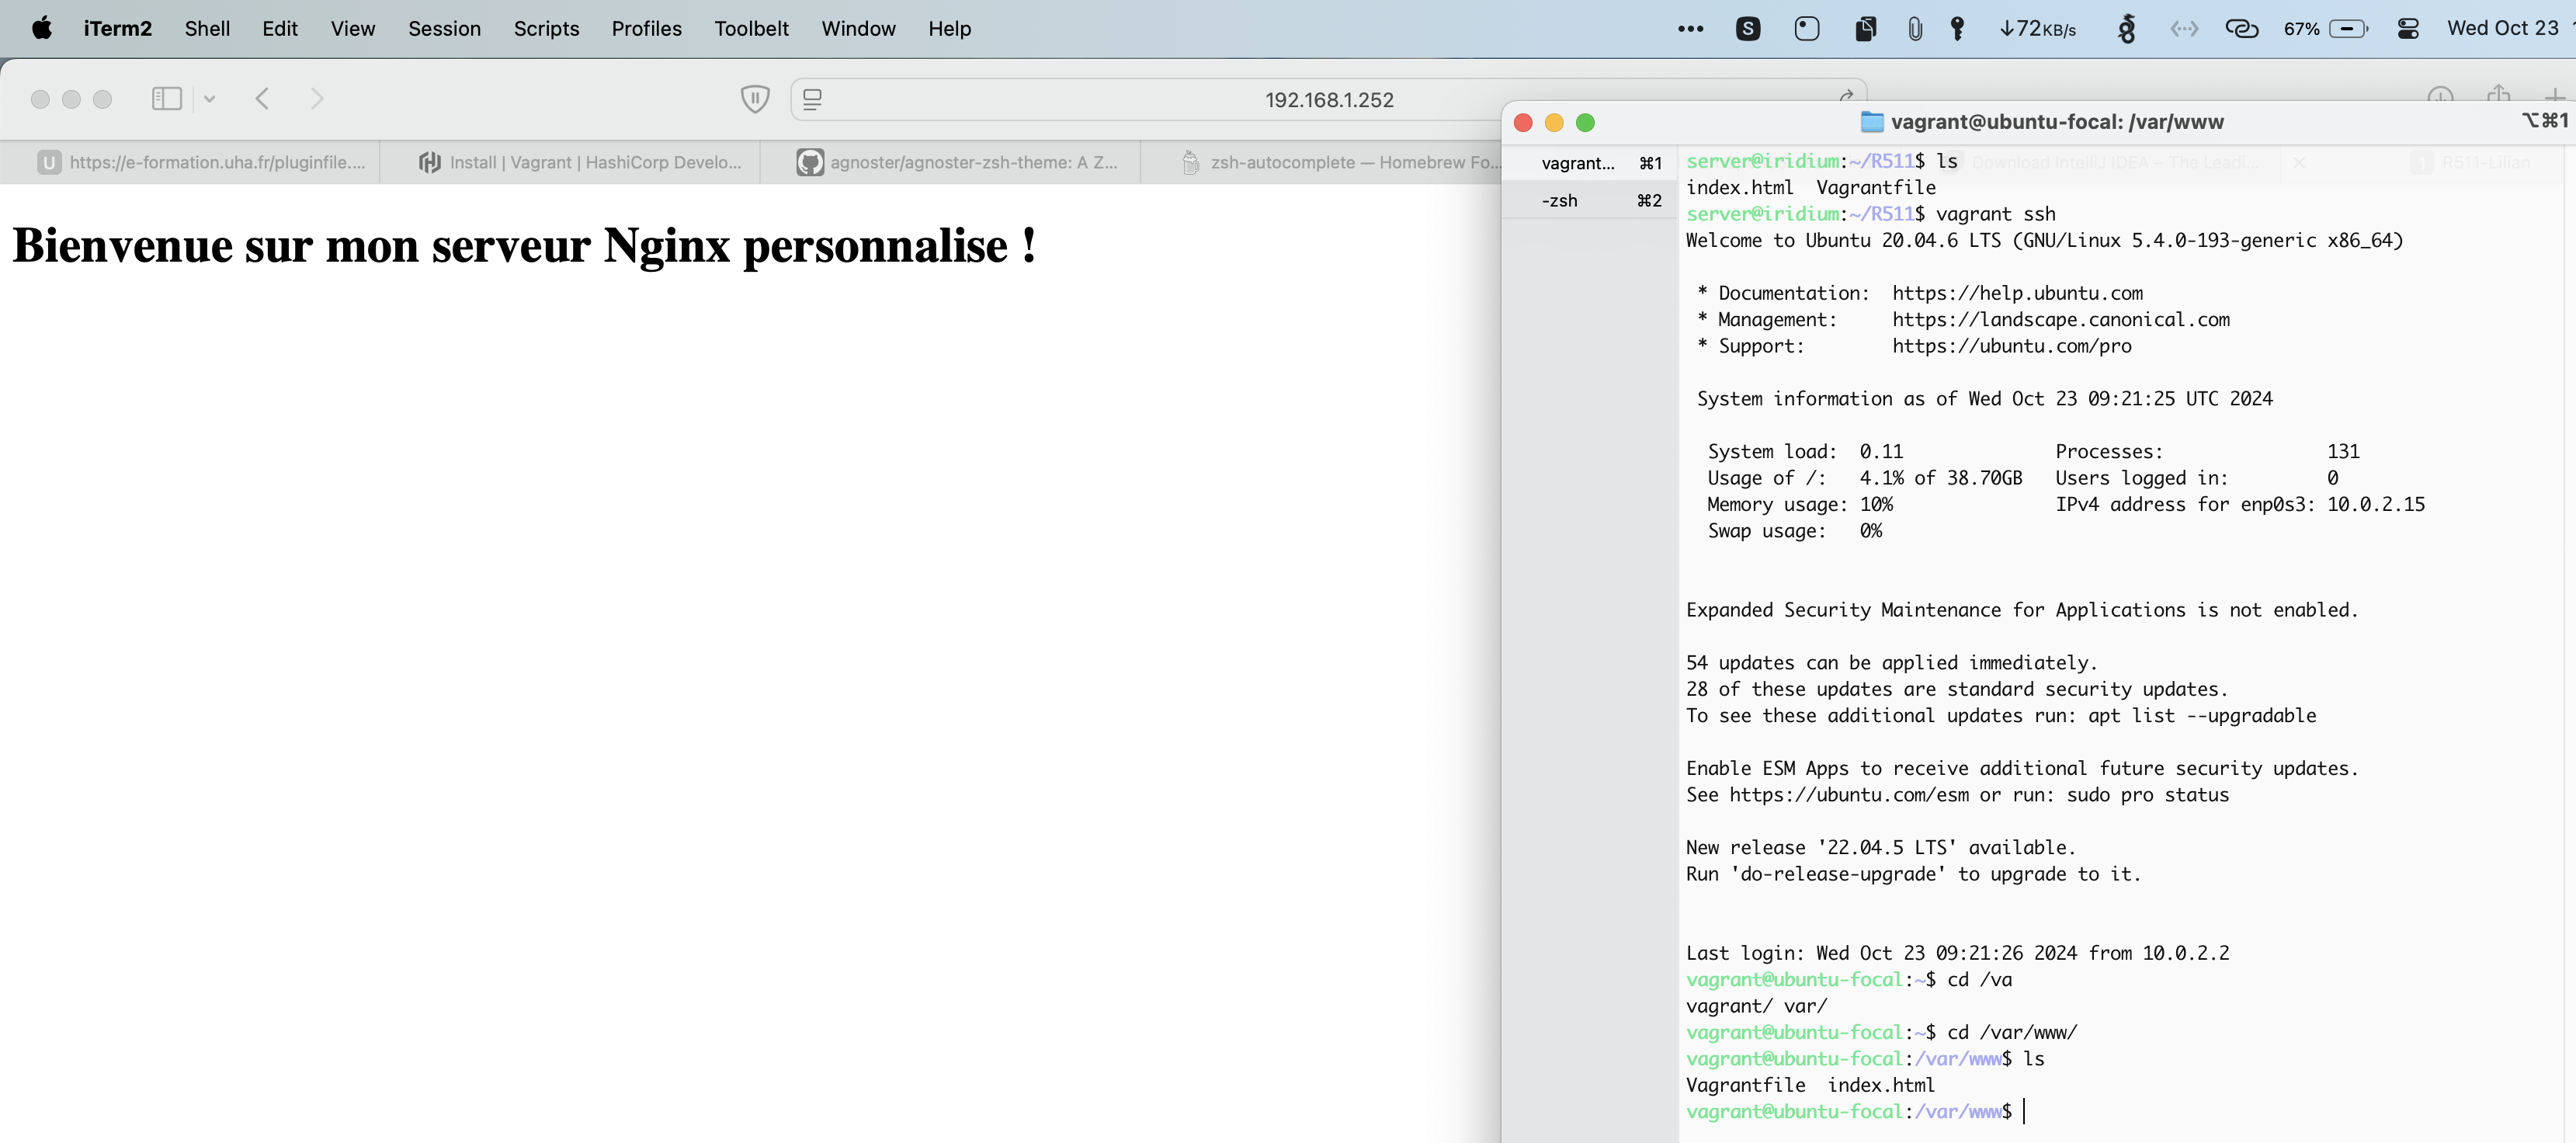 iTerm2 Shell Edit View Session Scripts Profiles Toolbelt Window Help
↓72KB/s 67% Wed Oct 23
192.168.1.252
https://e-formation.uha.fr/pluginfile....
Install | Vagrant | HashiCorp Develo...
agnoster/agnoster-zsh-theme: A Z...
zsh-autocomplete — Homebrew Fo...
Download IntelliJ IDEA – The Leadi...
R511-Lilian
Bienvenue sur mon serveur Nginx personnalise !
vagrant@ubuntu-focal: /var/www ⌥⌘1
vagrant... ⌘1
-zsh ⌘2
server@iridium:~/R511$ ls
index.html  Vagrantfile
server@iridium:~/R511$ vagrant ssh
Welcome to Ubuntu 20.04.6 LTS (GNU/Linux 5.4.0-193-generic x86_64)
* Documentation:  https://help.ubuntu.com
* Management:     https://landscape.canonical.com
* Support:        https://ubuntu.com/pro
System information as of Wed Oct 23 09:21:25 UTC 2024
System load:  0.11              Processes:               131
Usage of /:   4.1% of 38.70GB   Users logged in:         0
Memory usage: 10%               IPv4 address for enp0s3: 10.0.2.15
Swap usage:   0%
Expanded Security Maintenance for Applications is not enabled.
54 updates can be applied immediately.
28 of these updates are standard security updates.
To see these additional updates run: apt list --upgradable
Enable ESM Apps to receive additional future security updates.
See https://ubuntu.com/esm or run: sudo pro status
New release '22.04.5 LTS' available.
Run 'do-release-upgrade' to upgrade to it.
Last login: Wed Oct 23 09:21:26 2024 from 10.0.2.2
vagrant@ubuntu-focal:~$ cd /va
vagrant/ var/
vagrant@ubuntu-focal:~$ cd /var/www/
vagrant@ubuntu-focal:/var/www$ ls
Vagrantfile  index.html
vagrant@ubuntu-focal:/var/www$